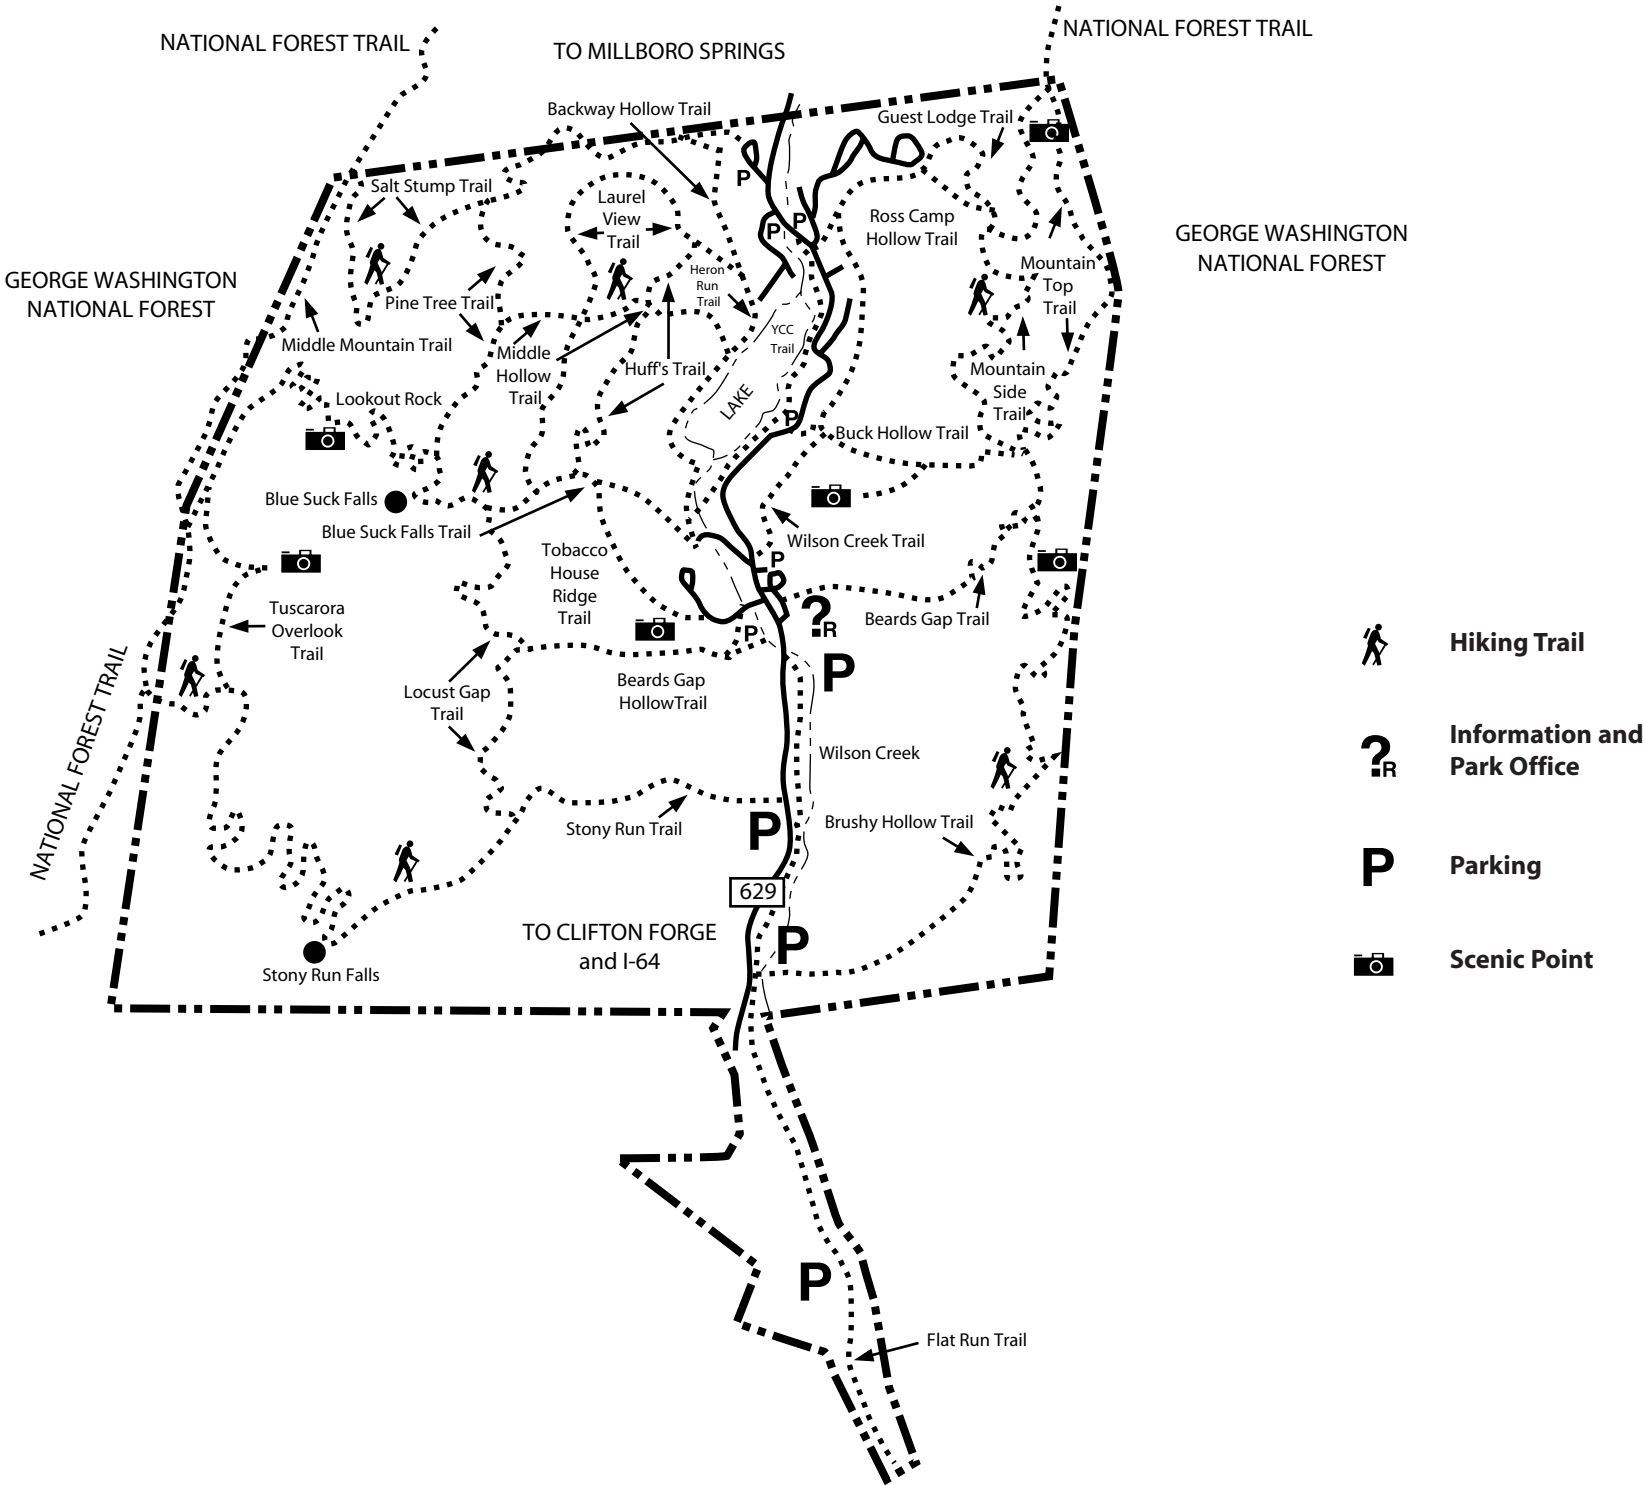 NATIONAL FOREST TRAIL
TO MILLBORO SPRINGS
NATIONAL FOREST TRAIL
Backway Hollow Trail
Guest Lodge Trail
P
Salt Stump Trail
Laurel
View
Trail
P
P
Ross Camp
Hollow Trail
GEORGE WASHINGTON
NATIONAL FOREST
GEORGE WASHINGTON
NATIONAL FOREST
Pine Tree Trail
Heron
Run
Trail
Mountain
Top
Trail
Middle Mountain Trail
Middle
Hollow
Trail
YCC
Trail
Huff's Trail
Mountain
Side
Trail
Lookout Rock
LAKE
P
Buck Hollow Trail
Blue Suck Falls
Blue Suck Falls Trail
Wilson Creek Trail
Tobacco
House
Ridge
Trail
P
Tuscarora
Overlook
Trail
?R
Beards Gap Trail
P
P
NATIONAL FOREST TRAIL
Locust Gap
Trail
Beards Gap
HollowTrail
Wilson Creek
Stony Run Trail
P
Brushy Hollow Trail
629
TO CLIFTON FORGE
and I-64
P
Stony Run Falls
P
Flat Run Trail
Hiking Trail
?R
Information and
Park Office
P
Parking
Scenic Point